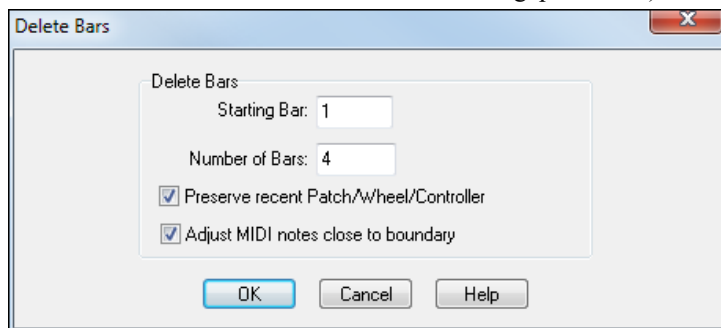 Delete Bars
X
Delete Bars
Starting Bar: 1
Number of Bars: 4
Preserve recent Patch/Wheel/Controller
Adjust MIDI notes close to boundary
OK Cancel Help